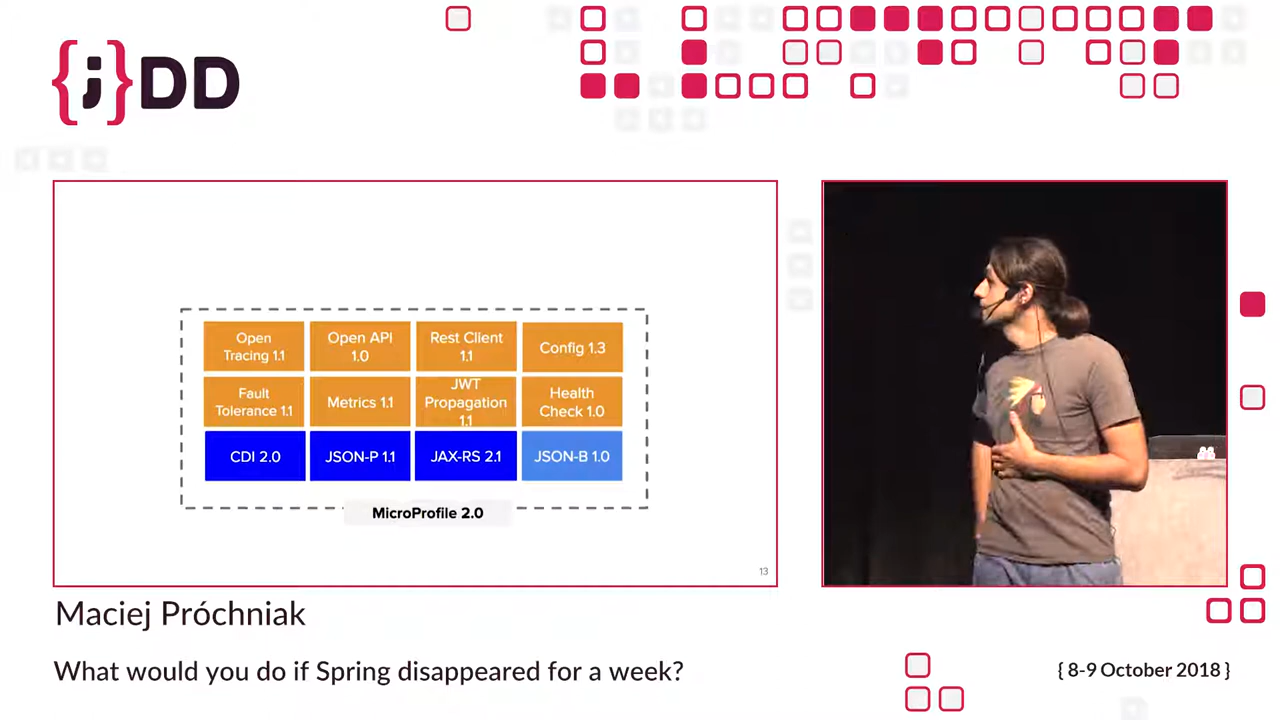 {j}DD
Open
Tracing 1.1
Open API
1.0
Rest Client
1.1
Config 1.3
Fault
Tolerance 1.1
Metrics 1.1
JWT
Propagation
1.1
Health
Check 1.0
CDI 2.0
JSON-P 1.1
JAX-RS 2.1
JSON-B 1.0
MicroProfile 2.0
13
Maciej Próchniak
What would you do if Spring disappeared for a week?
{ 8-9 October 2018 }